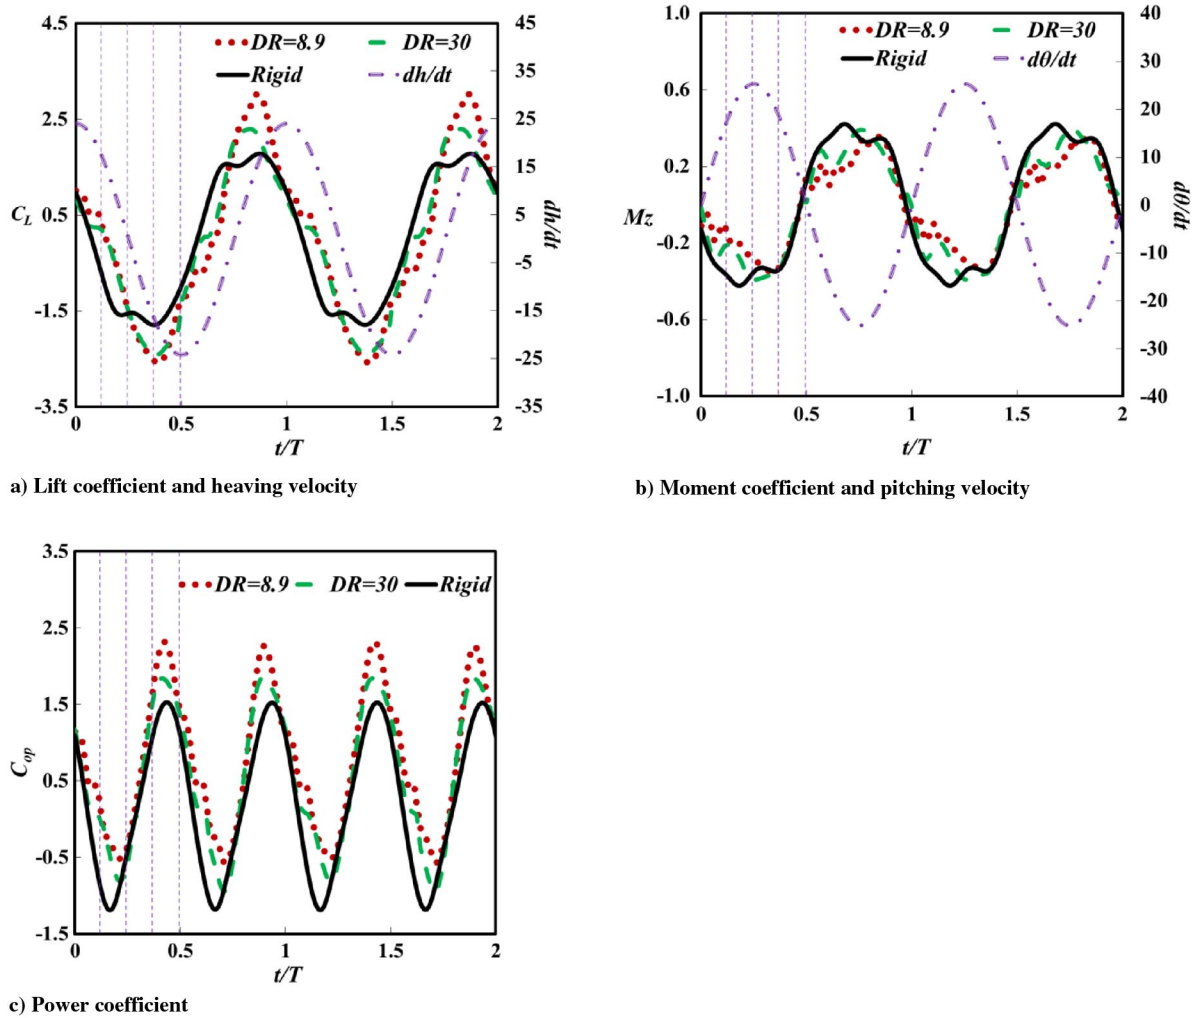 4.5
2.5
0.5
-1.5
-3.5
C_L
DR=8.9
DR=30
Rigid
dh/dt
45
35
25
15
5
-5
-15
-25
-35
dh/dt
0
0.5
1
1.5
2
t/T
a) Lift coefficient and heaving velocity
1.0
0.6
0.2
-0.2
-0.6
-1.0
Mz
DR=8.9
DR=30
Rigid
dθ/dt
40
30
20
10
0
-10
-20
-30
-40
dθ/dt
0
0.5
1
1.5
2
t/T
b) Moment coefficient and pitching velocity
3.5
2.5
1.5
0.5
-0.5
-1.5
C_op
DR=8.9
DR=30
Rigid
0
0.5
1
1.5
2
t/T
c) Power coefficient